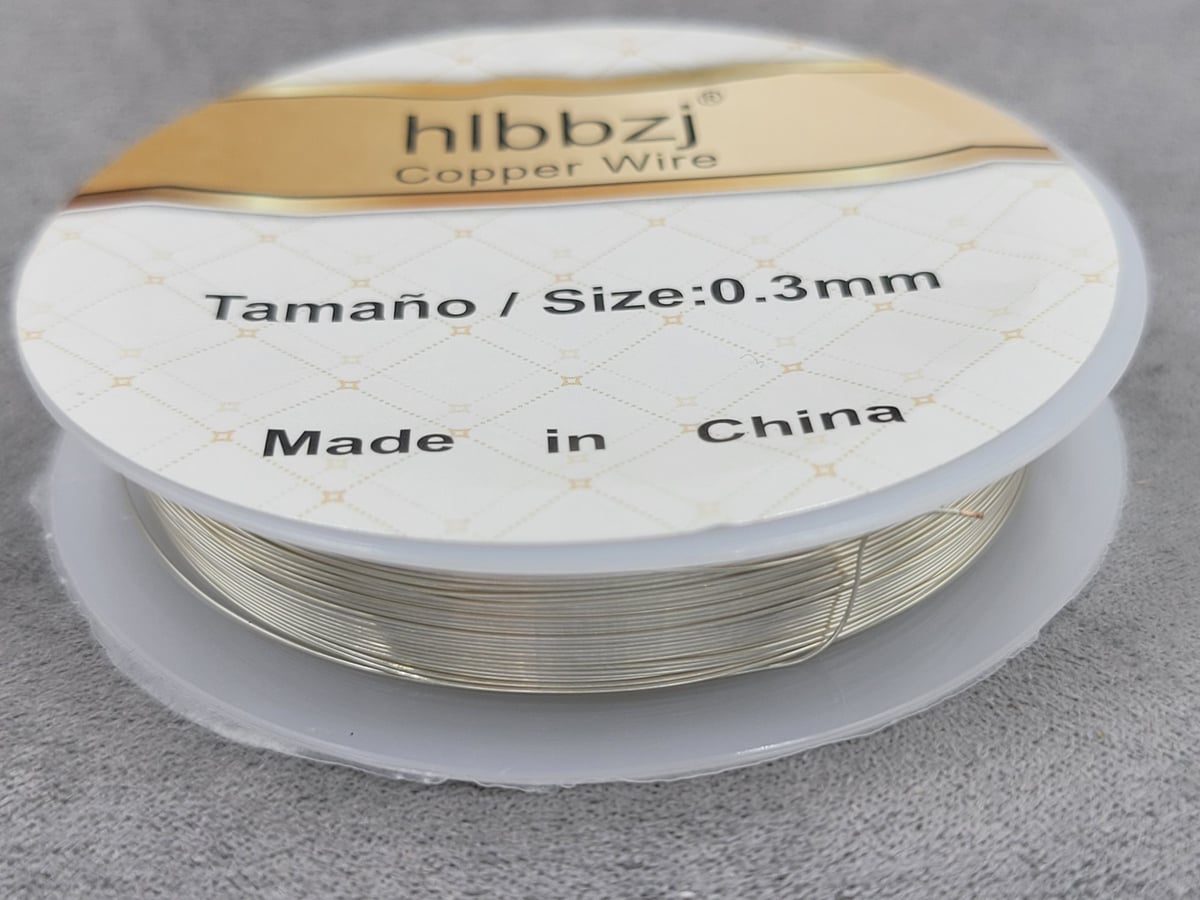 hlbbzj®
Copper Wire
Tamaño / Size:0.3mm
Made in China